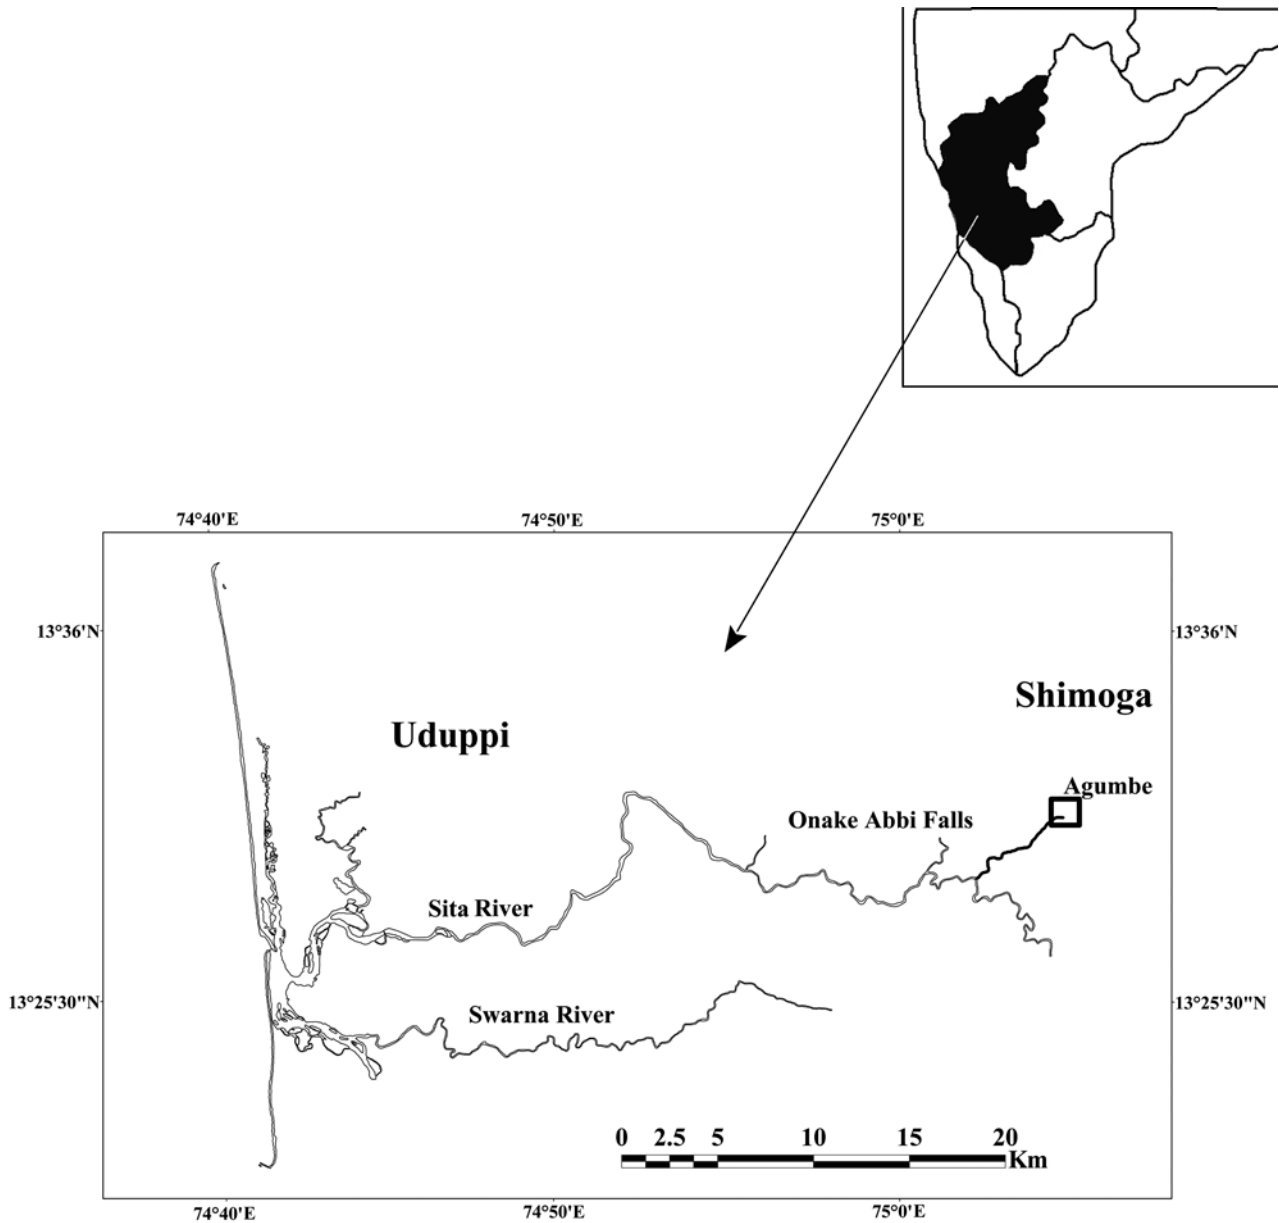 74°40'E 74°50'E 75°0'E
13°36'N 13°36'N
Shimoga
Uduppi
Agumbe
Onake Abbi Falls
Sita River
13°25'30"N 13°25'30"N
Swarna River
0 2.5 5 10 15 20
Km
74°40'E 74°50'E 75°0'E